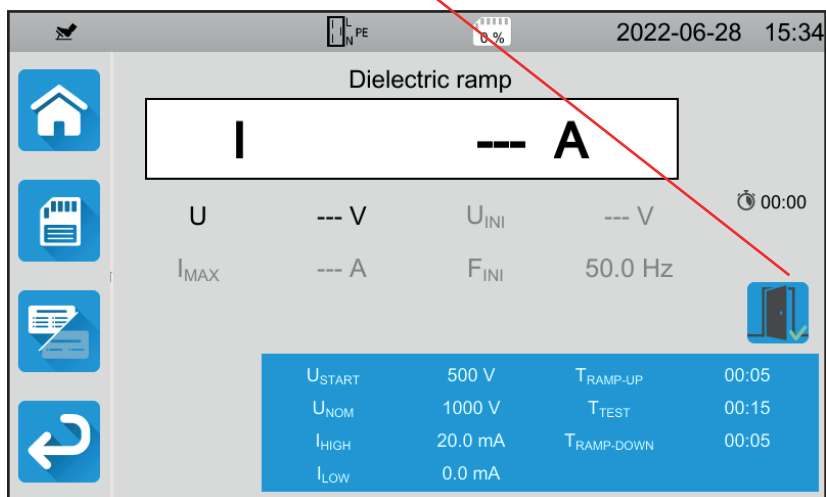 L
N PE
0 %
2022-06-28 15:34
Dielectric ramp
I --- A
U --- V UINI --- V
00:00
IMAX --- A FINI 50.0 Hz
USTART 500 V TRAMP-UP 00:05
UNOM 1000 V TTEST 00:15
IHIGH 20.0 mA TRAMP-DOWN 00:05
ILOW 0.0 mA